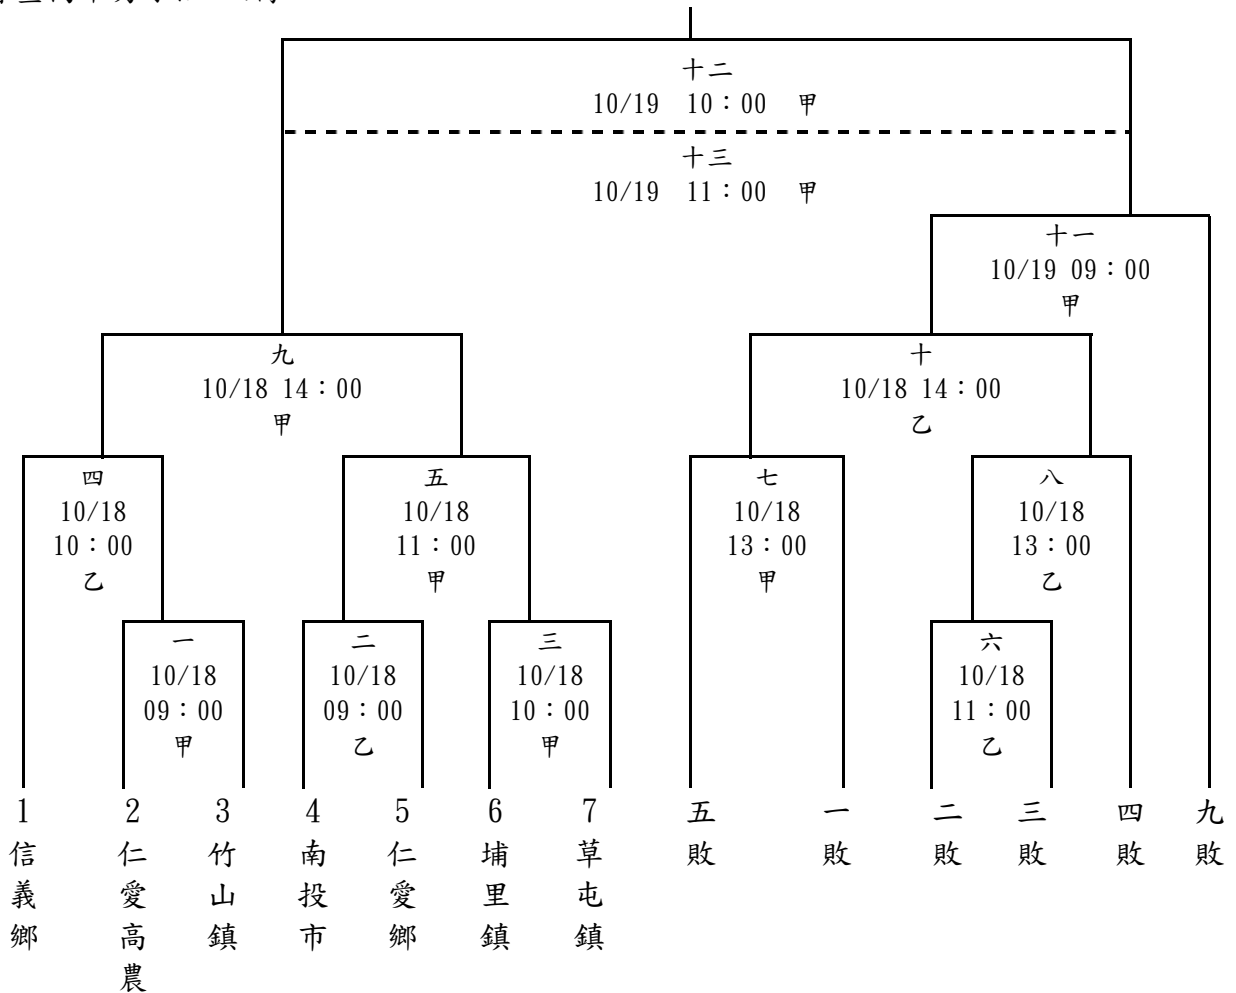 十二
10/19 10：00 甲
十三
10/19 11：00 甲
十一
10/19 09：00
甲
九
10/18 14：00
甲
十
10/18 14：00
乙
四
10/18
10：00
乙
五
10/18
11：00
甲
七
10/18
13：00
甲
八
10/18
13：00
乙
一
10/18
09：00
甲
二
10/18
09：00
乙
三
10/18
10：00
甲
六
10/18
11：00
乙
1
信義鄉
2
仁愛高農
3
竹山鎮
4
南投市
5
仁愛鄉
6
埔里鎮
7
草屯鎮
五敗
一敗
二敗
三敗
四敗
九敗